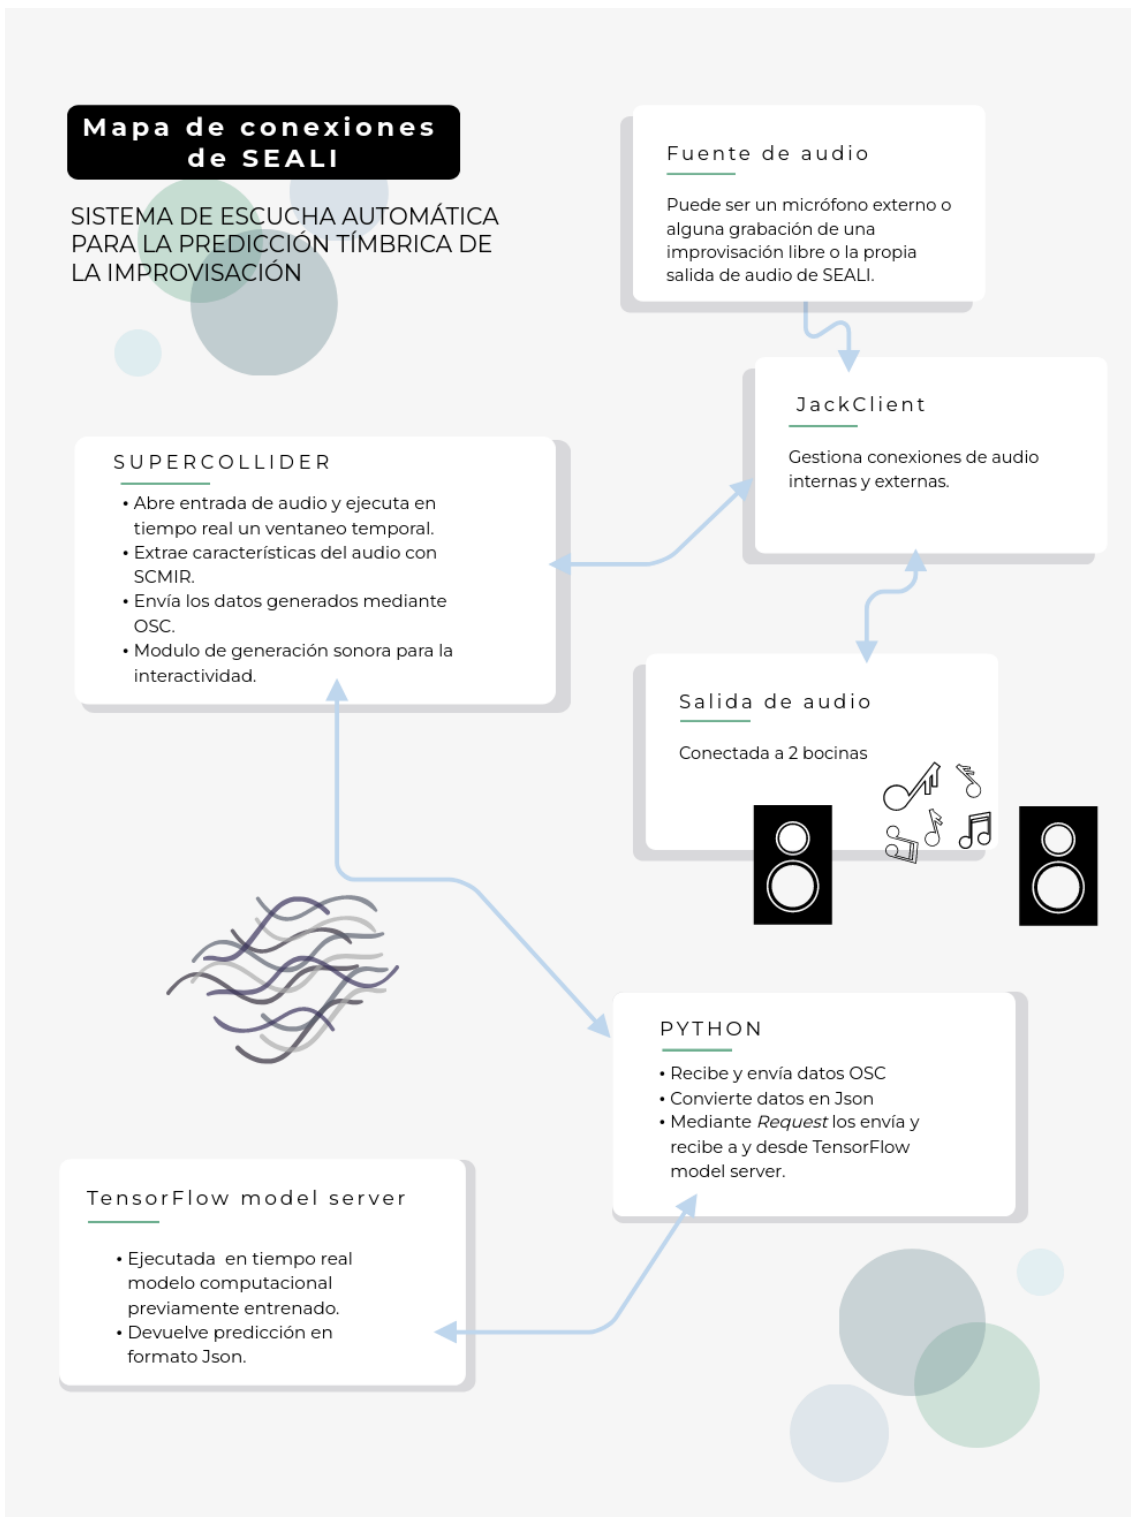 Mapa de conexiones
de SEALI
SISTEMA DE ESCUCHA AUTOMÁTICA
PARA LA PREDICCIÓN TÍMBRICA DE
LA IMPROVISACIÓN
Fuente de audio
Puede ser un micrófono externo o
alguna grabación de una
improvisación libre o la propia
salida de audio de SEALI.
JackClient
Gestiona conexiones de audio
internas y externas.
SUPERCOLLIDER
• Abre entrada de audio y ejecuta en
tiempo real un ventaneo temporal.
• Extrae características del audio con
SCMIR.
• Envía los datos generados mediante
OSC.
• Modulo de generación sonora para la
interactividad.
Salida de audio
Conectada a 2 bocinas
PYTHON
• Recibe y envía datos OSC
• Convierte datos en Json
• Mediante Request los envía y
recibe a y desde TensorFlow
model server.
TensorFlow model server
• Ejecutada  en tiempo real
modelo computacional
previamente entrenado.
• Devuelve predicción en
formato Json.